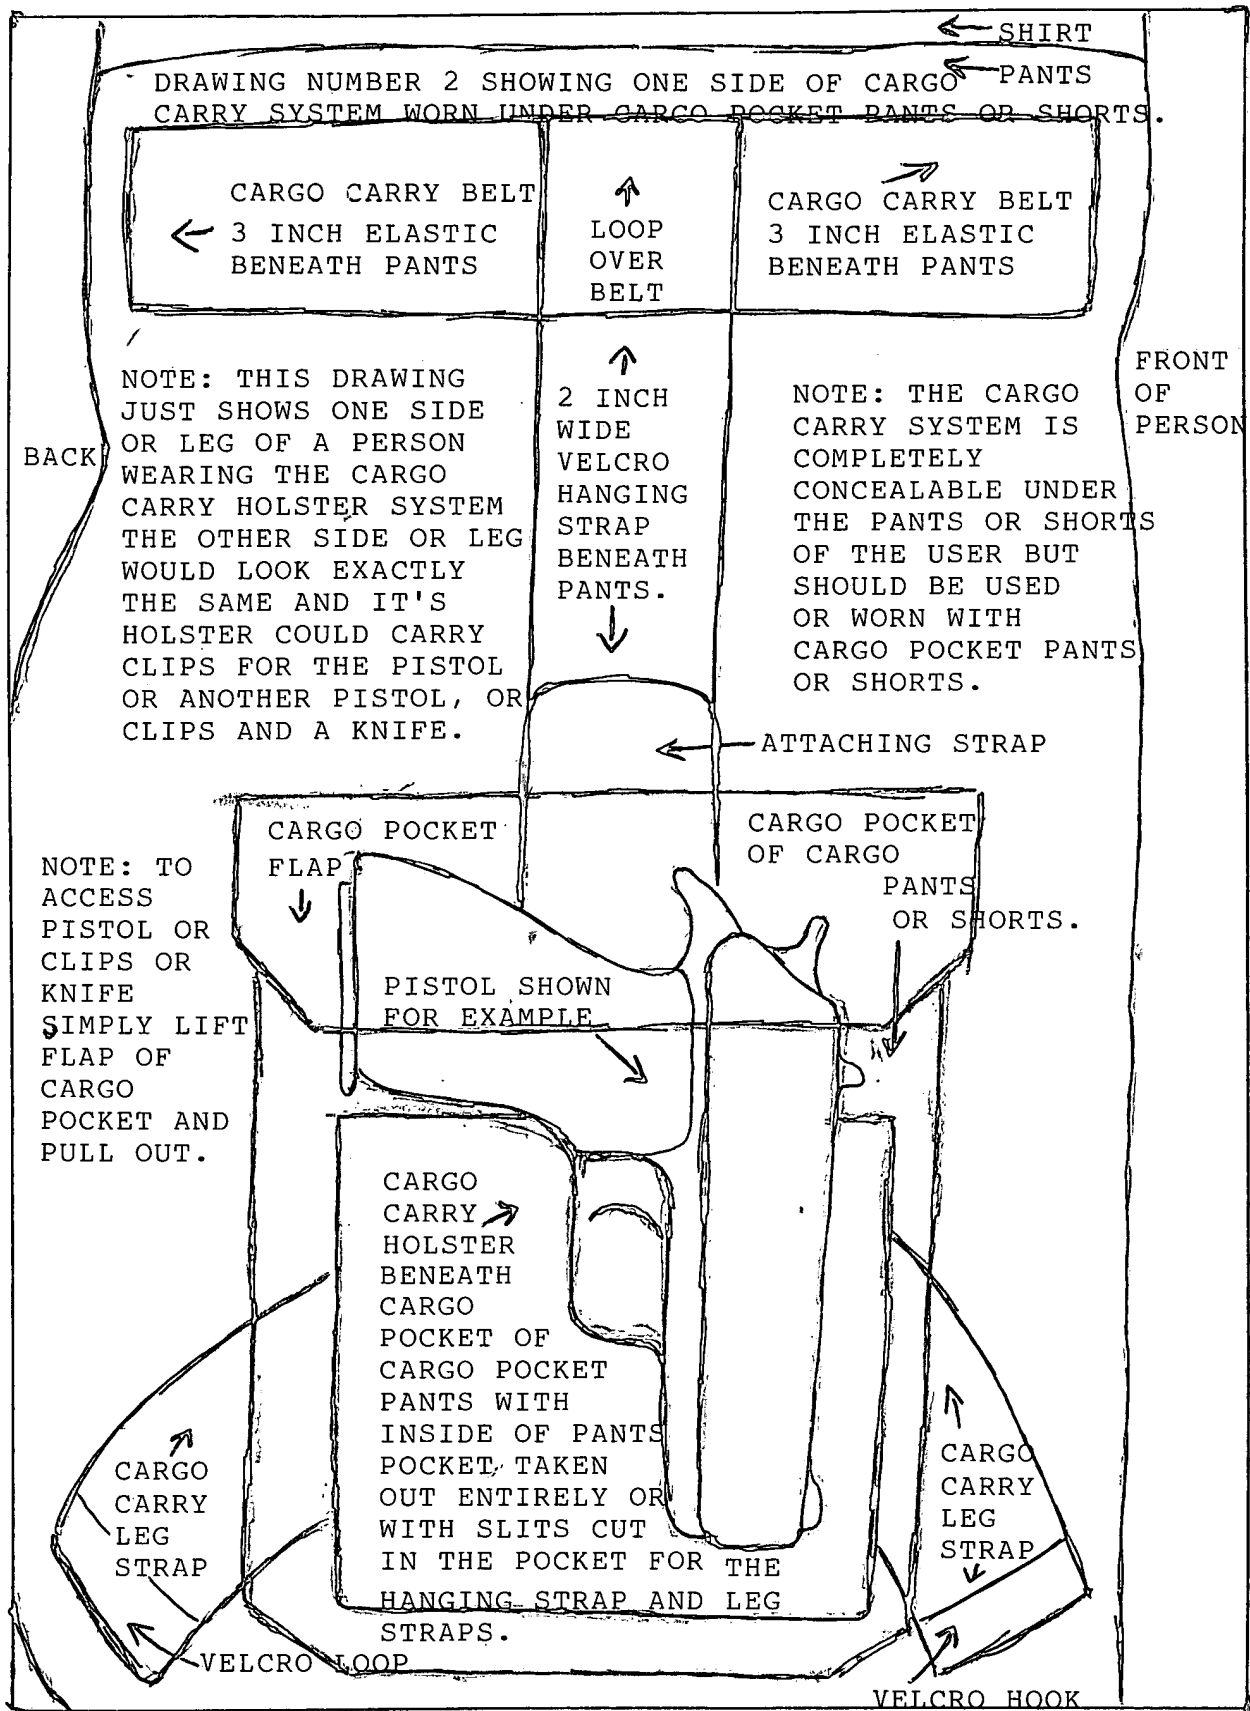 SHIRT
PANTS
DRAWING NUMBER 2 SHOWING ONE SIDE OF CARGO
CARRY SYSTEM WORN UNDER CARGO POCKET PANTS OR SHORTS.
CARGO CARRY BELT
3 INCH ELASTIC
BENEATH PANTS
LOOP
OVER
BELT
CARGO CARRY BELT
3 INCH ELASTIC
BENEATH PANTS
BACK
NOTE: THIS DRAWING
JUST SHOWS ONE SIDE
OR LEG OF A PERSON
WEARING THE CARGO
CARRY HOLSTER SYSTEM
THE OTHER SIDE OR LEG
WOULD LOOK EXACTLY
THE SAME AND IT'S
HOLSTER COULD CARRY
CLIPS FOR THE PISTOL
OR ANOTHER PISTOL, OR
CLIPS AND A KNIFE.
2 INCH
WIDE
VELCRO
HANGING
STRAP
BENEATH
PANTS.
NOTE: THE CARGO
CARRY SYSTEM IS
COMPLETELY
CONCEALABLE UNDER
THE PANTS OR SHORTS
OF THE USER BUT
SHOULD BE USED
OR WORN WITH
CARGO POCKET PANTS
OR SHORTS.
FRONT
OF
PERSON
ATTACHING STRAP
CARGO POCKET
FLAP
CARGO POCKET
OF CARGO
PANTS
OR SHORTS.
NOTE: TO
ACCESS
PISTOL OR
CLIPS OR
KNIFE
SIMPLY LIFT
FLAP OF
CARGO
POCKET AND
PULL OUT.
PISTOL SHOWN
FOR EXAMPLE
CARGO
CARRY
HOLSTER
BENEATH
CARGO
POCKET OF
CARGO POCKET
PANTS WITH
INSIDE OF PANTS
POCKET TAKEN
OUT ENTIRELY OR
WITH SLITS CUT
IN THE POCKET FOR THE
HANGING STRAP AND LEG
STRAPS.
CARGO
CARRY
LEG
STRAP
VELCRO LOOP
CARGO
CARRY
LEG
STRAP
VELCRO HOOK